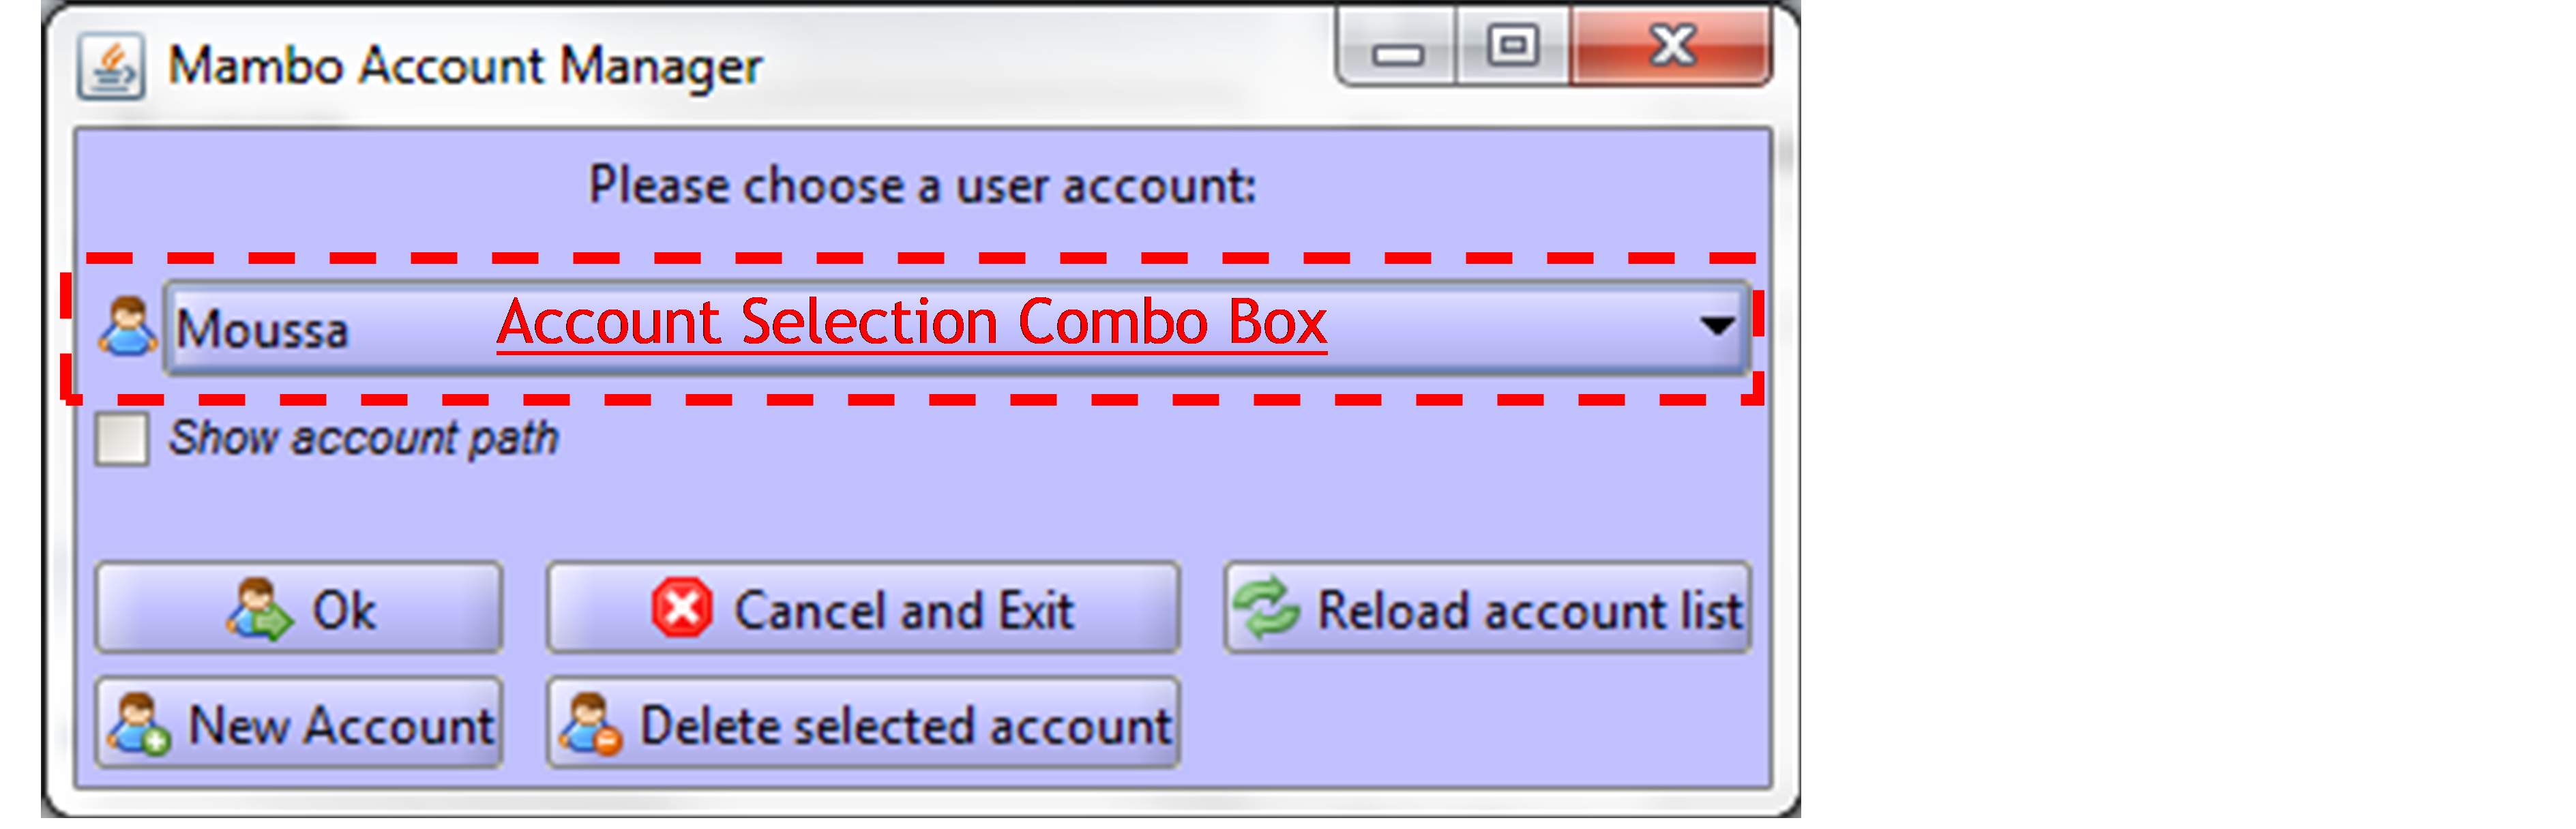 Mambo Account Manager
Please choose a user account:
Moussa Account Selection Combo Box
Show account path
Ok Cancel and Exit Reload account list
New Account Delete selected account